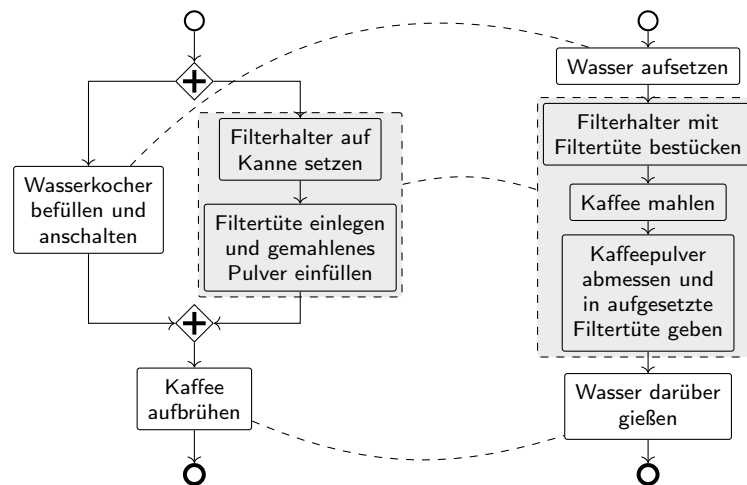 Wasserkocher
befüllen und
anschalten
Filterhalter auf
Kanne setzen
Filtertüte einlegen
und gemahlenes
Pulver einfüllen
Kaffee
aufbrühen
Wasser aufsetzen
Filterhalter mit
Filtertüte bestücken
Kaffee mahlen
Kaffeepulver
abmessen und
in aufgesetzte
Filtertüte geben
Wasser darüber
gießen